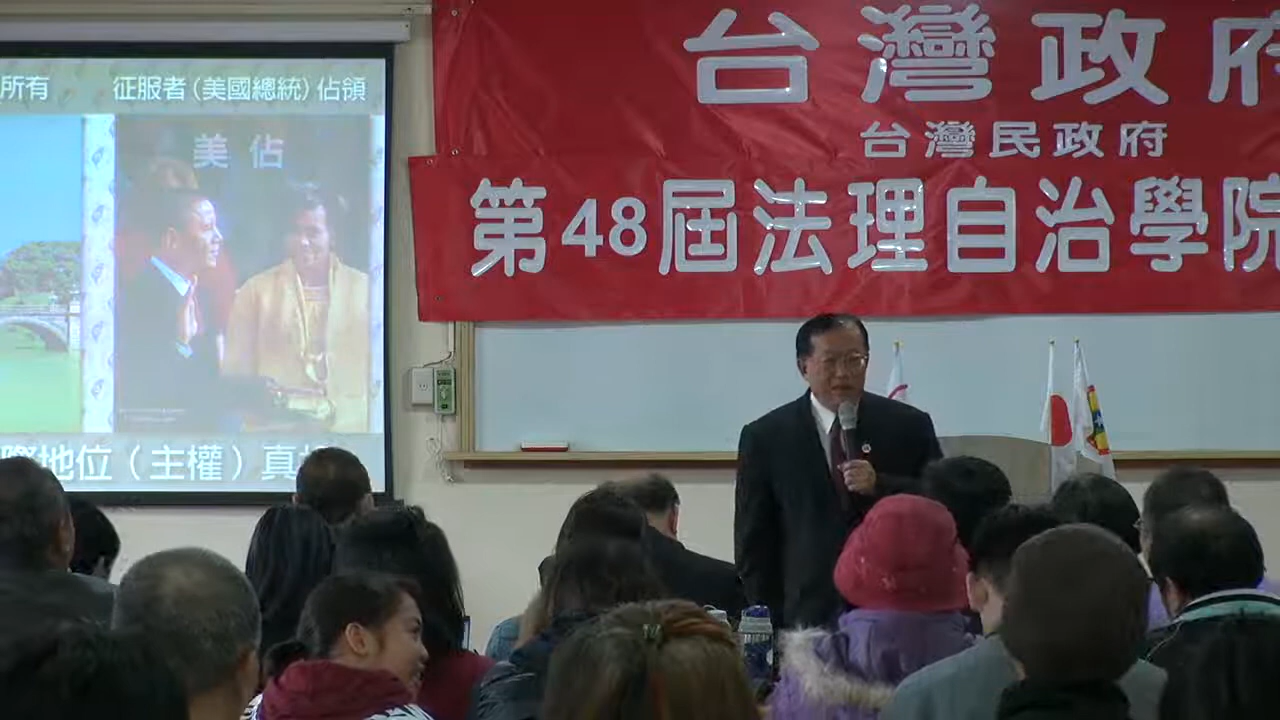 所有 征服者(美國總統)佔領
美佔
際地位(主權)真相
台灣政府
台灣民政府
第48屆法理自治學院